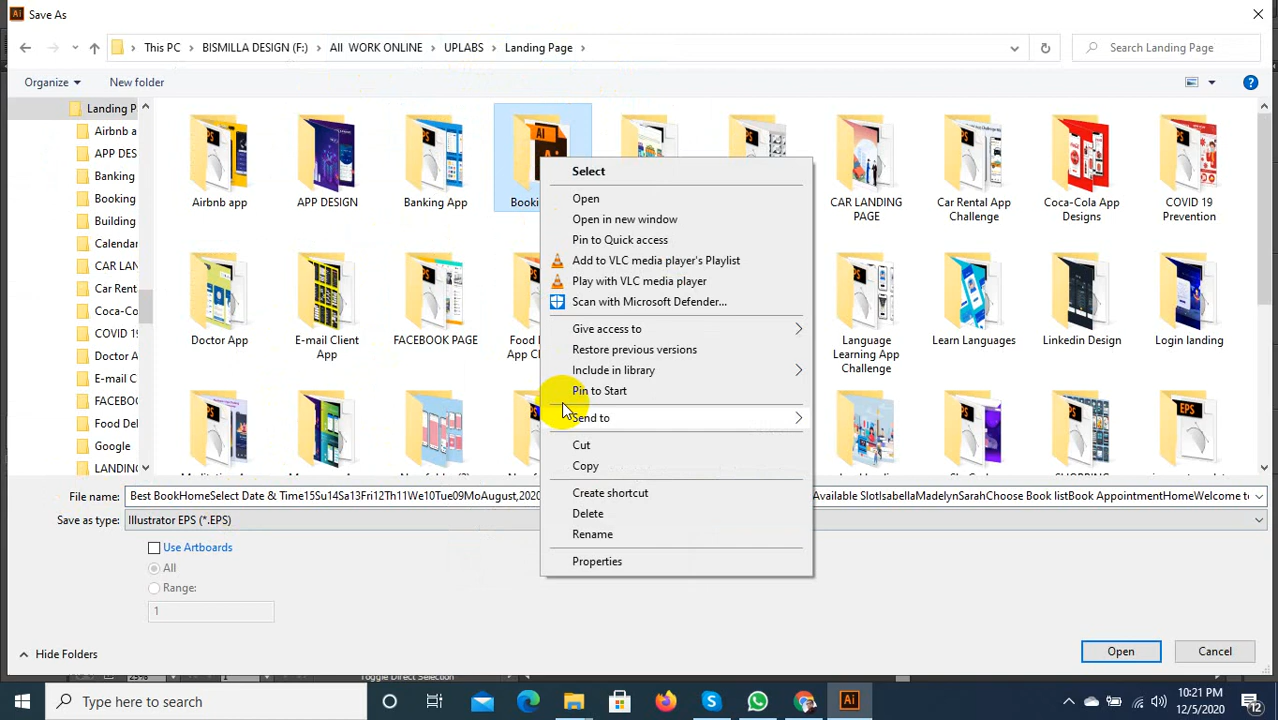 Save As
This PC > BISMILLA DESIGN (F:) > All WORK ONLINE > UPLABS > Landing Page >
Search Landing Page
Organize
New folder
Landing P
Airbnb a
APP DES
Banking
Booking
Building
Calendar
CAR LAN
Car Rent
Coca-Co
COVID 19
Doctor A
E-mail C
FACEBO
Food Del
Google
LANDING
Airbnb app
APP DESIGN
Banking App
Booki
CAR LANDING
PAGE
Car Rental App
Challenge
Coca-Cola App
Designs
COVID 19
Prevention
Doctor App
E-mail Client
App
FACEBOOK PAGE
Food
App C
Language
Learning App
Challenge
Learn Languages
Linkedin Design
Login landing
Select
Open
Open in new window
Pin to Quick access
Add to VLC media player's Playlist
Play with VLC media player
Scan with Microsoft Defender...
Give access to
Restore previous versions
Include in library
Pin to Start
Send to
Cut
Copy
Create shortcut
Delete
Rename
Properties
File name:
Best BookHomeSelect Date & Time15Su14Sa13Fri12Th11We10Tue09MoAugust,2020
Available SlotIsabellaMadelynSarahChoose Book listBook AppointmentHomeWelcome to
Save as type:
Illustrator EPS (*.EPS)
Use Artboards
All
Range:
1
Hide Folders
Open
Cancel
Toggle Direct Selection
Type here to search
10:21 PM
12/5/2020
12